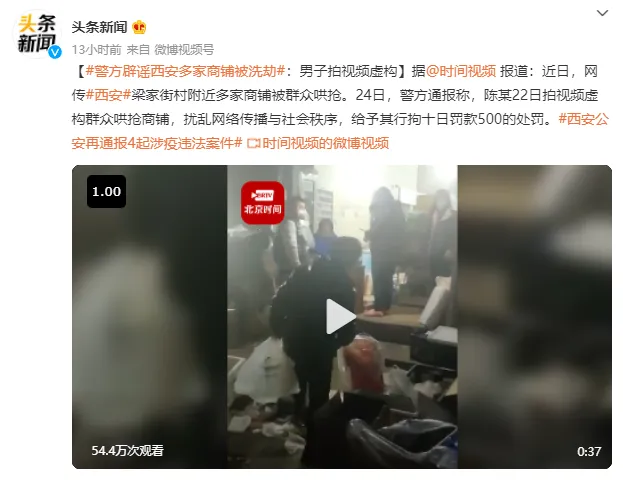 头条
新闻
头条新闻
13小时前 来自 微博视频号
【#警方辟谣西安多家商铺被洗劫#：男子拍视频虚构】据@时间视频 报道：近日，网
传#西安#梁家街村附近多家商铺被群众哄抢。24日，警方通报称，陈某22日拍视频虚
构群众哄抢商铺，扰乱网络传播与社会秩序，给予其行拘十日罚款500的处罚。#西安公
安再通报4起涉疫违法案件# 时间视频的微博视频
1.00
BRTV
北京时间
54.4万次观看
0:37